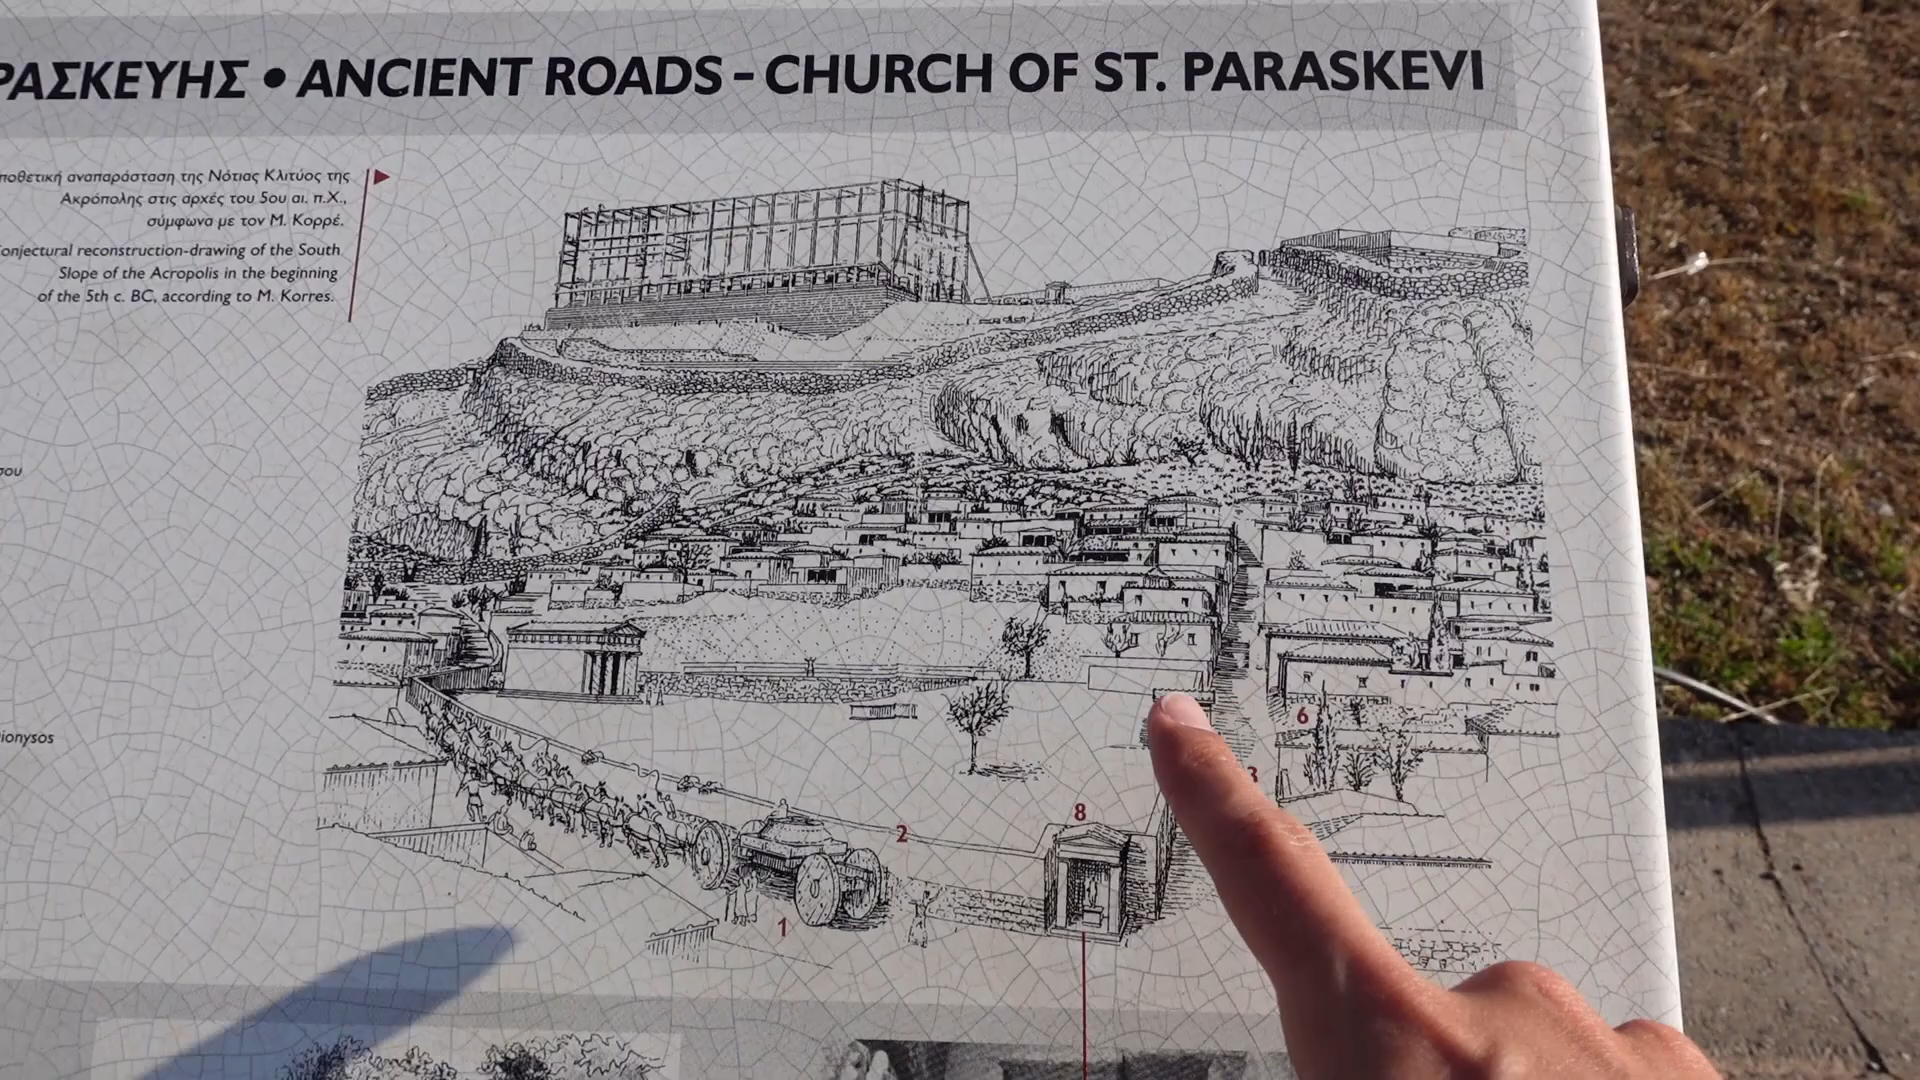 ΡΑΣΚΕΥΗΣ • ANCIENT ROADS – CHURCH OF ST. PARASKEVI
ποθετική αναπαράσταση της Νότιας Κλιτύος της
Ακρόπολης στις αρχές του 5ου αι. π.Χ.,
σύμφωνα με τον Μ. Κορρέ.
onjectural reconstruction-drawing of the South
Slope of the Acropolis in the beginning
of the 5th c. BC, according to M. Korres.
σου
ionysos
6
3
8
2
1